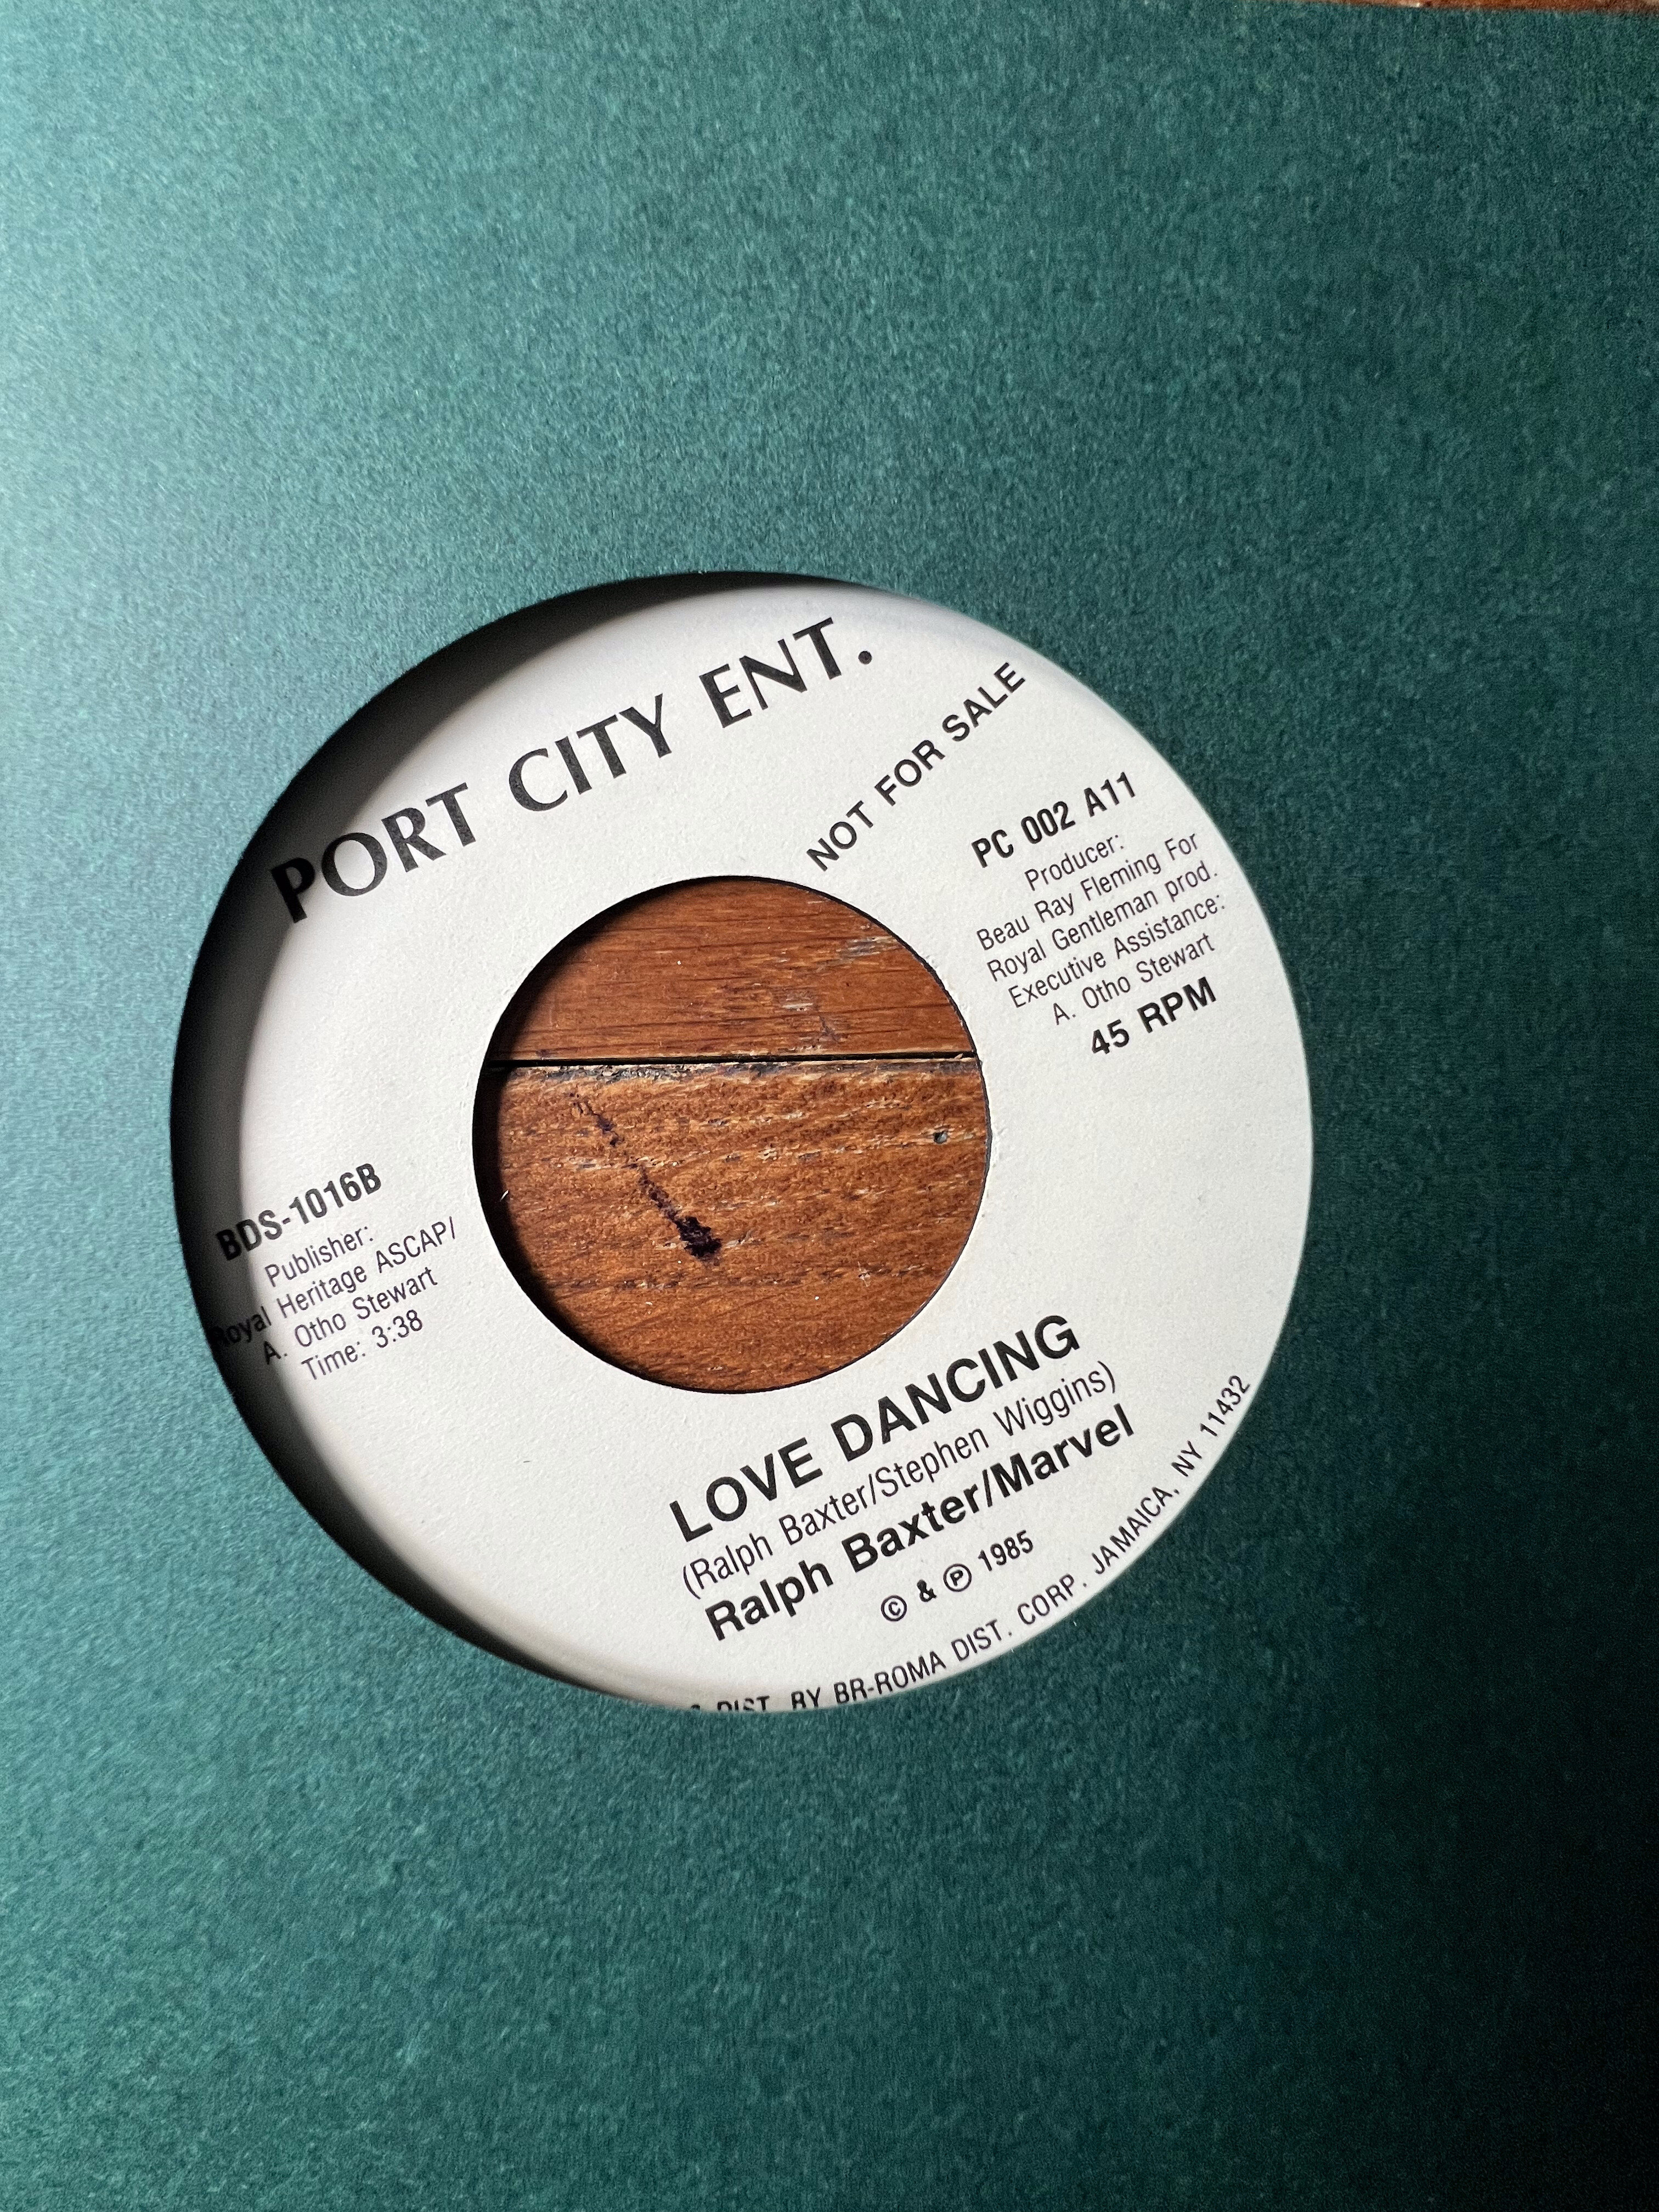 PORT CITY ENT.
NOT FOR SALE
PC 002 A11
Producer:
Beau Ray Fleming For
Royal Gentleman prod.
Executive Assistance:
A. Otho Stewart
45 RPM
BDS-1016B
Publisher:
Royal Heritage ASCAP/
A. Otho Stewart
Time: 3:38
LOVE DANCING
(Ralph Baxter/Stephen Wiggins)
Ralph Baxter/Marvel
© & ℗ 1985
DIST. BY BR-ROMA DIST. CORP. JAMAICA, NY 11432